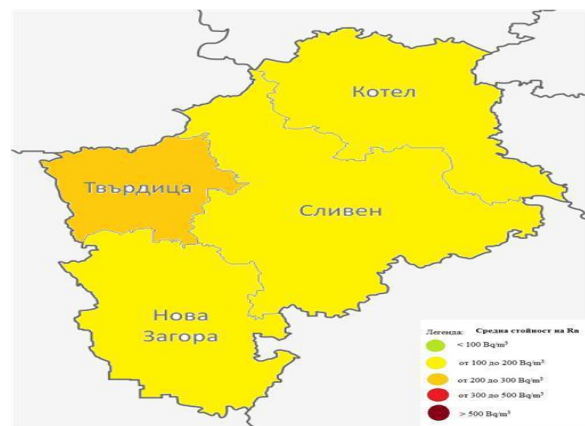 Котел
Твърдица
Сливен
Нова
Загора
Легенда: Средна стойност на Rn
< 100 Bq/m³
от 100 до 200 Bq/m³
от 200 до 300 Bq/m³
от 300 до 500 Bq/m³
> 500 Bq/m³